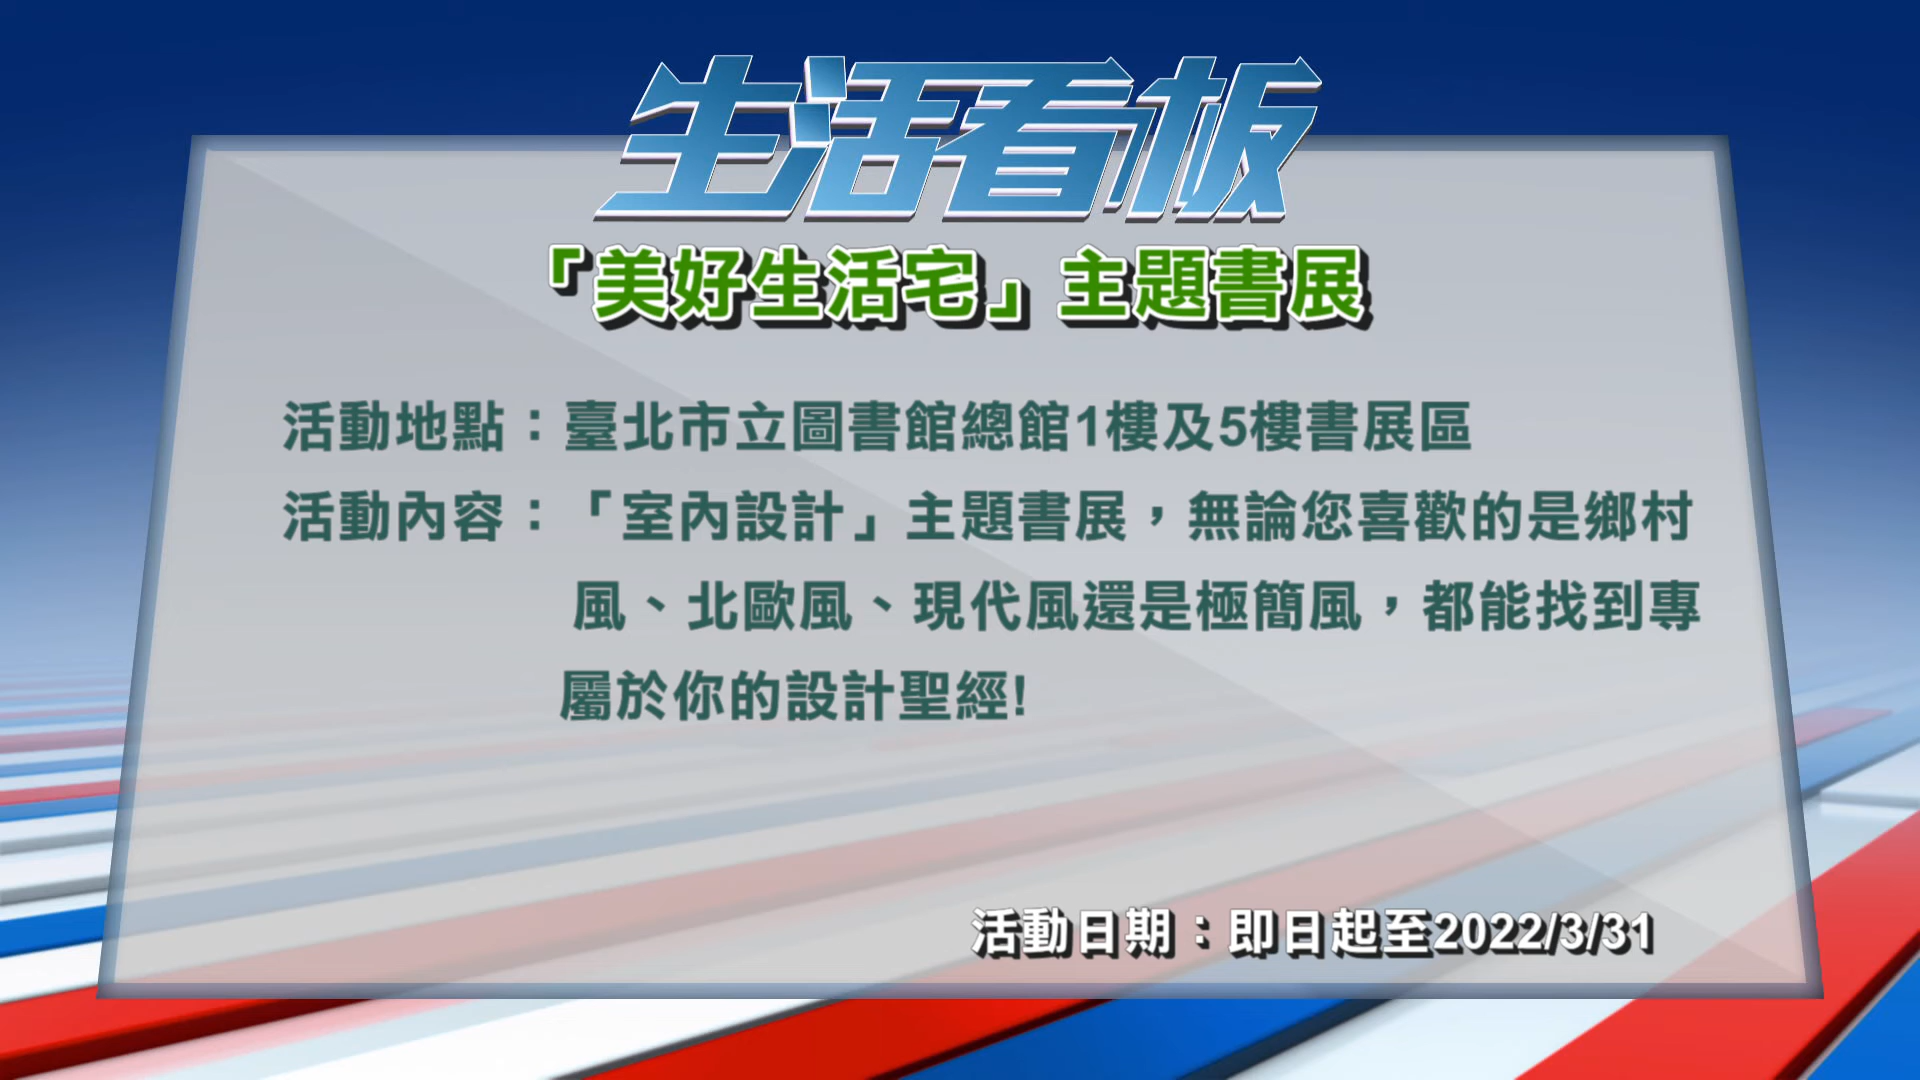 生活看板
「美好生活宅」主題書展
活動地點：臺北市立圖書館總館1樓及5樓書展區
活動內容：「室內設計」主題書展，無論您喜歡的是鄉村
風、北歐風、現代風還是極簡風，都能找到專
屬於你的設計聖經!
活動日期：即日起至2022/3/31